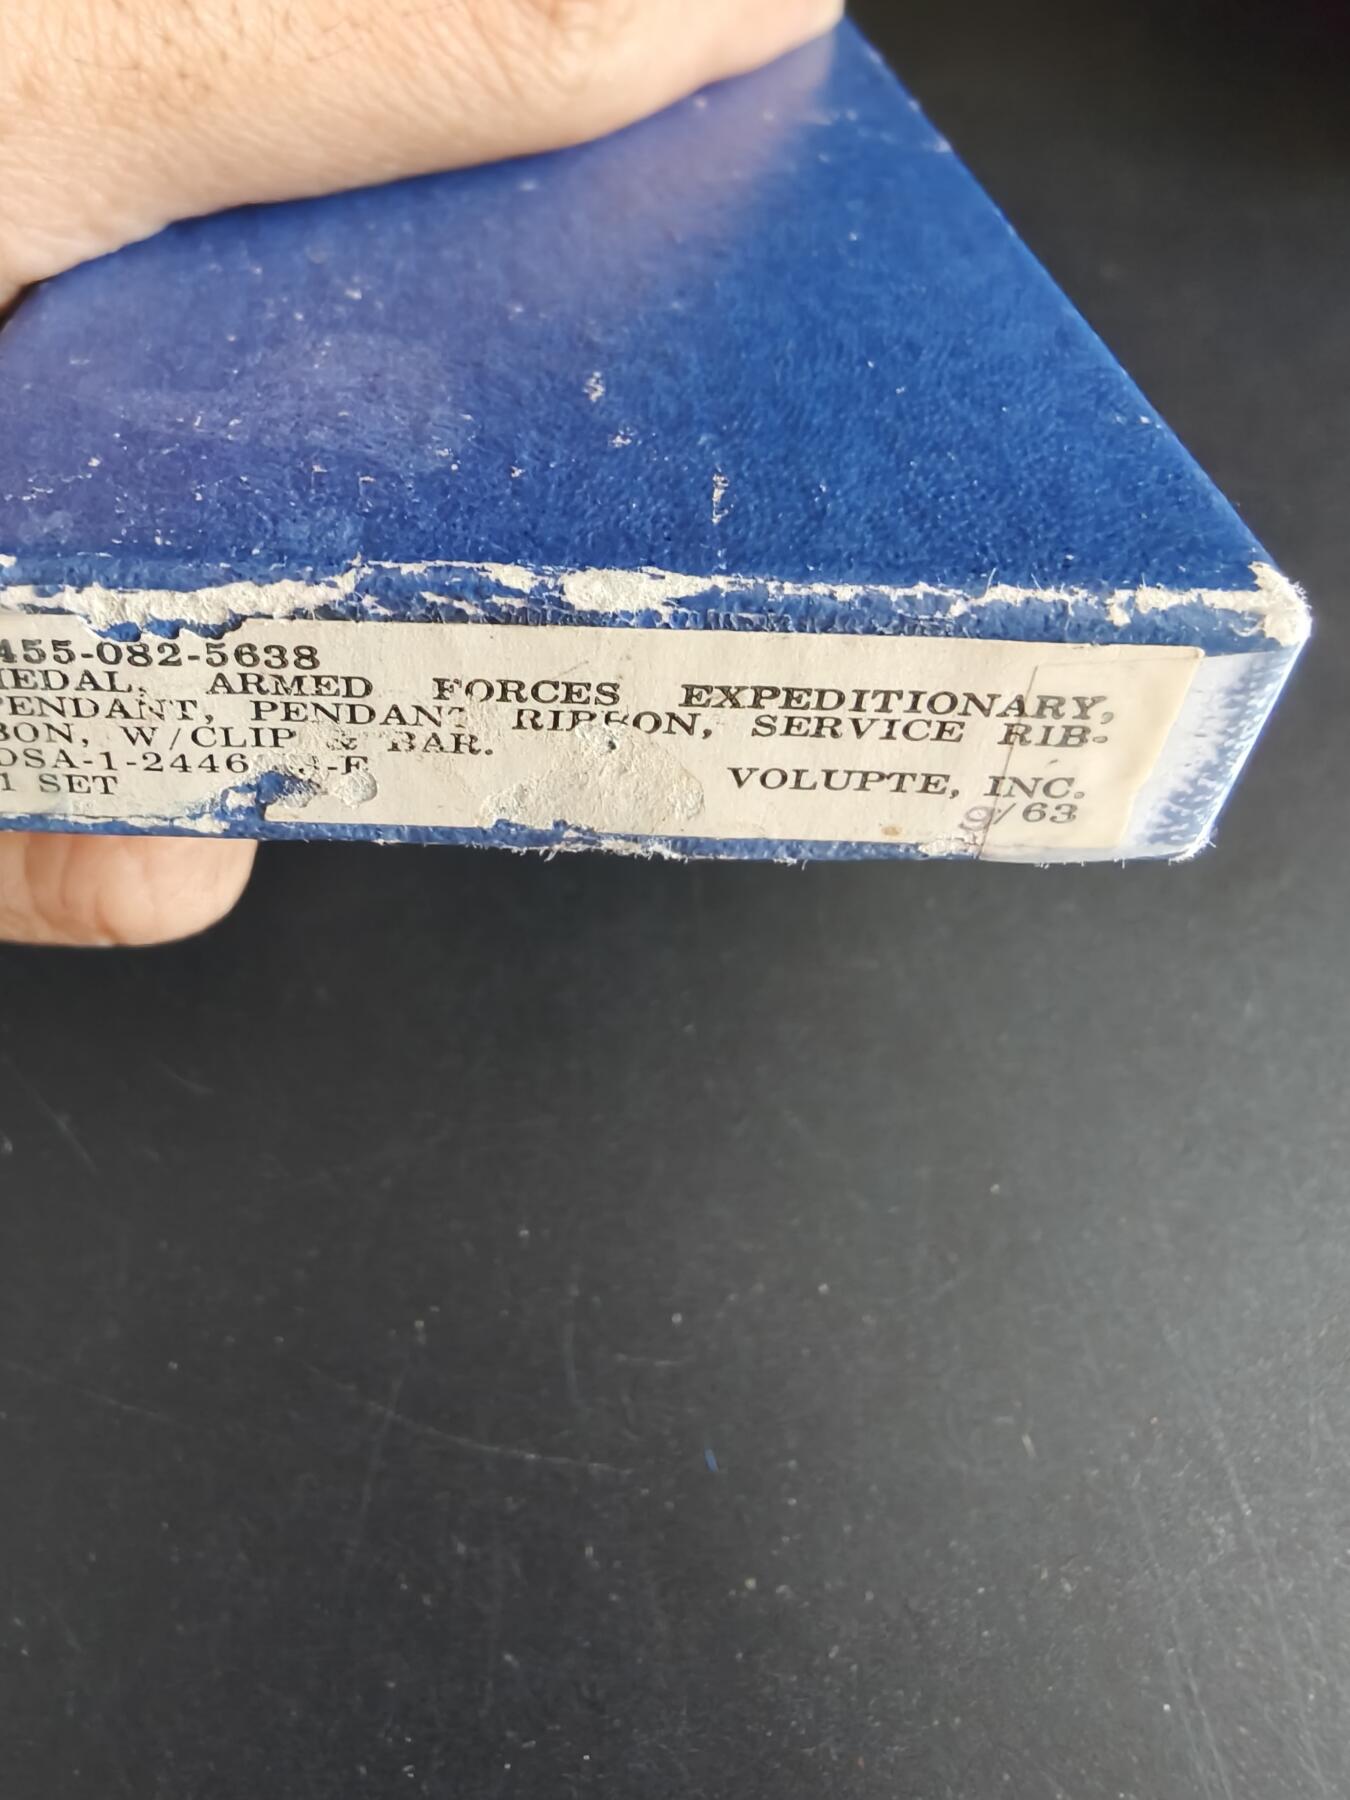 455-082-5638
MEDAL, ARMED FORCES EXPEDITIONARY,
PENDANT, PENDANT RIBBON, SERVICE RIB-
BON, W/CLIP & BAR.
DSA-1-2446
1 SET VOLUPTE, INC.
9/63